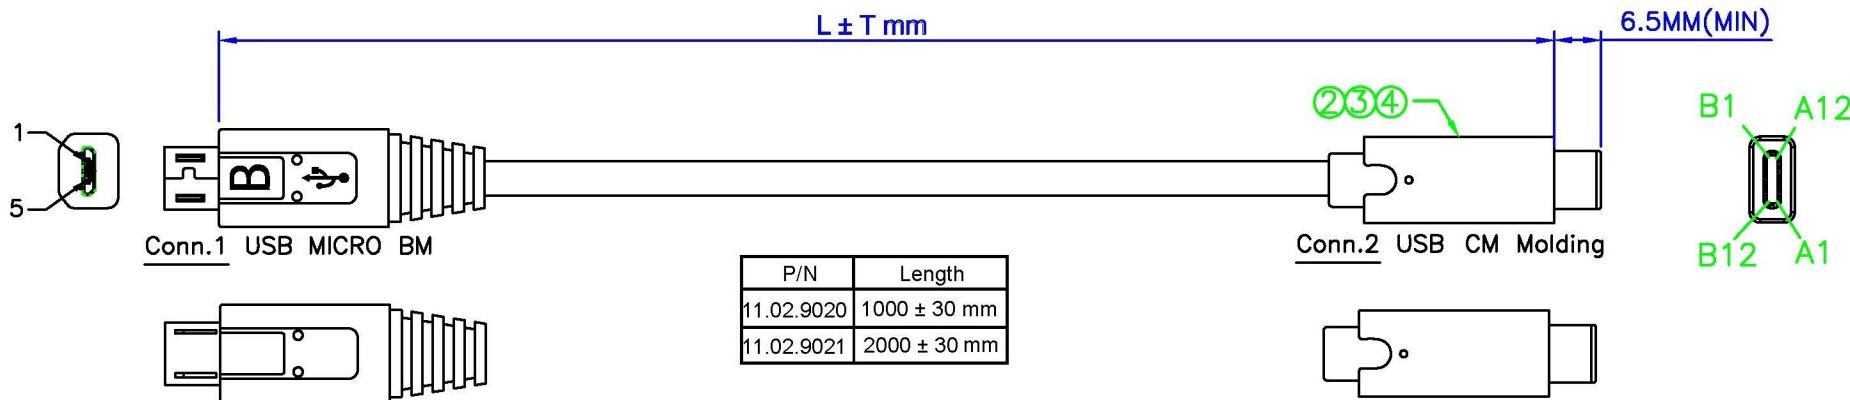 L ± T mm
6.5MM(MIN)
②③④
B1
A12
1
5
B
Conn.1 USB MICRO BM
Conn.2 USB CM Molding
B12
A1
P/N Length
11.02.9020 1000 ± 30 mm
11.02.9021 2000 ± 30 mm